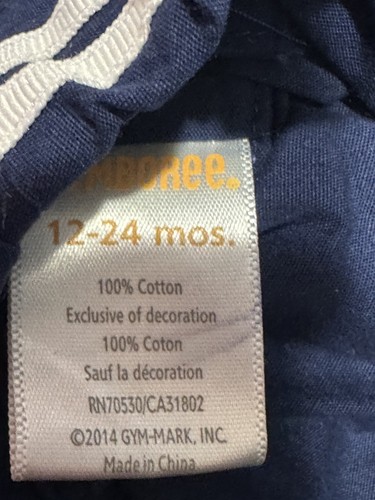 mboree.
12-24 mos.
100% Cotton
Exclusive of decoration
100% Coton
Sauf la décoration
RN70530/CA31802
©2014 GYM-MARK, INC.
Made in China